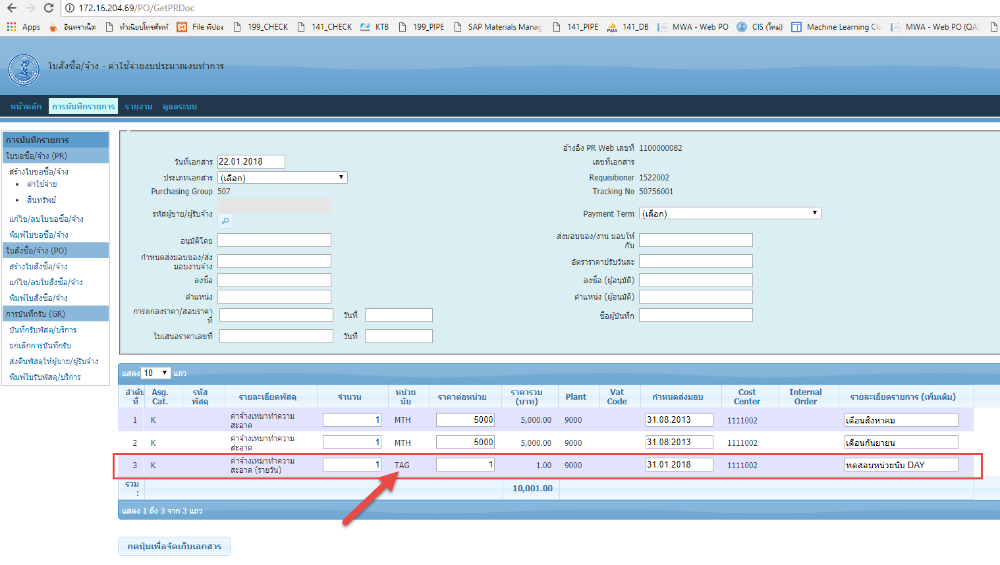 172.16.204.69/PO/GetPRDoc
Apps อินทราเน็ต ทำเนียบโทรศัพท์ File พี่ปอง 199_CHECK 141_CHECK KTB 199_PIPE SAP Materials Manag 141_PIPE 141_DB MWA - Web PO CIS (ใหม่) Machine Learning Cla MWA - Web PO (QAS
ใบสั่งซื้อ/จ้าง - ค่าใช้จ่ายงบประมาณงบทำการ
หน้าหลัก การบันทึกรายการ รายงาน ดูแลระบบ
การบันทึกรายการ
ใบขอซื้อ/จ้าง (PR)
สร้างใบขอซื้อ/จ้าง
• ค่าใช้จ่าย
• สินทรัพย์
แก้ไข/ลบใบขอซื้อ/จ้าง
พิมพ์ใบขอซื้อ/จ้าง
ใบสั่งซื้อ/จ้าง (PO)
สร้างใบสั่งซื้อ/จ้าง
แก้ไข/ลบใบสั่งซื้อ/จ้าง
พิมพ์ใบสั่งซื้อ/จ้าง
การบันทึกรับ (GR)
บันทึกรับพัสดุ/บริการ
ยกเลิกการบันทึกรับ
ส่งคืนพัสดุให้ผู้ขาย/ผู้รับจ้าง
พิมพ์ใบรับพัสดุ/บริการ
อ้างอิง PR Web เลขที่ 1100000082
วันที่เอกสาร 22.01.2018 เลขที่เอกสาร
ประเภทเอกสาร (เลือก) Requisitioner 1522002
Purchasing Group 507 Tracking No 50756001
รหัสผู้ขาย/ผู้รับจ้าง Payment Term (เลือก)
อนุมัติโดย ส่งมอบของ/งาน มอบให้
กับ
กำหนดส่งมอบของ/ส่ง
มอบงานจ้าง อัตราราคาปรับวันละ
ลงชื่อ ลงชื่อ (ผู้อนุมัติ)
ตำแหน่ง ตำแหน่ง (ผู้อนุมัติ)
การตกลงราคา/สอบราคา
ที่ วันที่ ชื่อผู้บันทึก
ใบเสนอราคาเลขที่ วันที่
แสดง 10 แถว
ลำดับ Asg. รหัส รายละเอียดพัสดุ จำนวน หน่วย ราคาต่อหน่วย ราคารวม Plant Vat กำหนดส่งมอบ Cost Internal รายละเอียดรายการ (เพิ่มเติม)
ที่ Cat. พัสดุ นับ (บาท) Code Center Order
1 K ค่าจ้างเหมาทำความ 1 MTH 5000 5,000.00 9000 31.08.2013 1111002 เดือนสิงหาคม
สะอาด
2 K ค่าจ้างเหมาทำความ 1 MTH 5000 5,000.00 9000 31.08.2013 1111002 เดือนกันยายน
สะอาด
3 K ค่าจ้างเหมาทำความ 1 TAG 1 1.00 9000 31.01.2018 1111002 ทดสอบหน่วยนับ DAY
สะอาด (รายวัน)
รวม
: 10,001.00
แสดง 1 ถึง 3 จาก 3 แถว
กดปุ่มเพื่อจัดเก็บเอกสาร